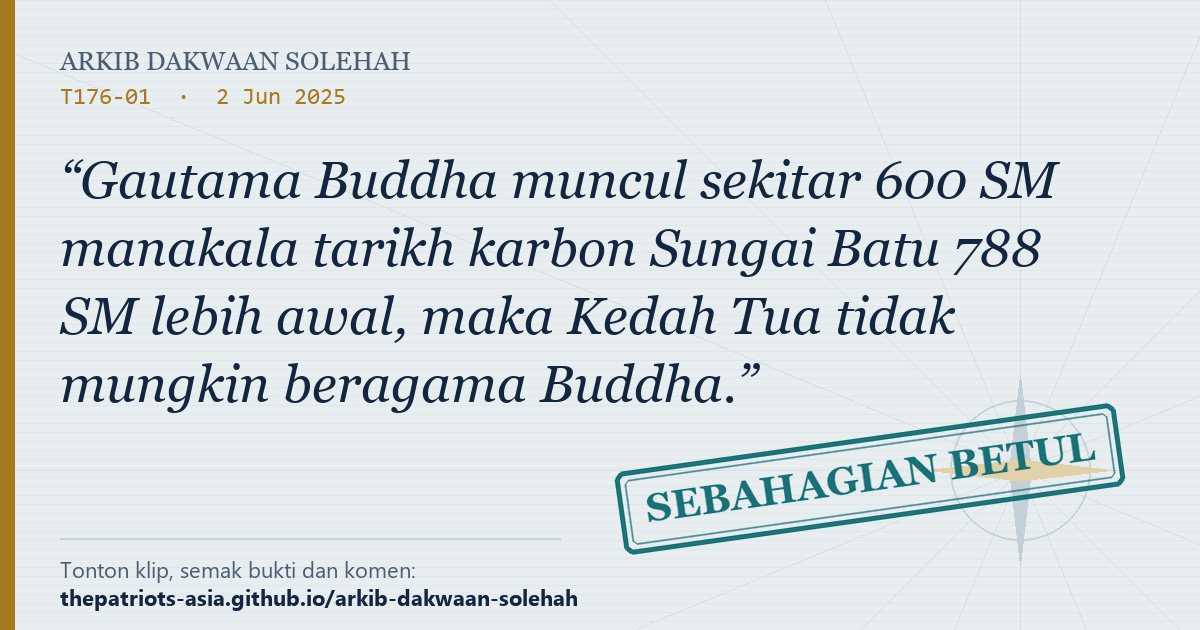 ARKIB DAKWAAN SOLEHAH
T176-01 · 2 Jun 2025
“Gautama Buddha muncul sekitar 600 SM
manakala tarikh karbon Sungai Batu 788
SM lebih awal, maka Kedah Tua tidak
mungkin beragama Buddha.”
SEBAHAGIAN BETUL
Tonton klip, semak bukti dan komen:
thepatriots-asia.github.io/arkib-dakwaan-solehah